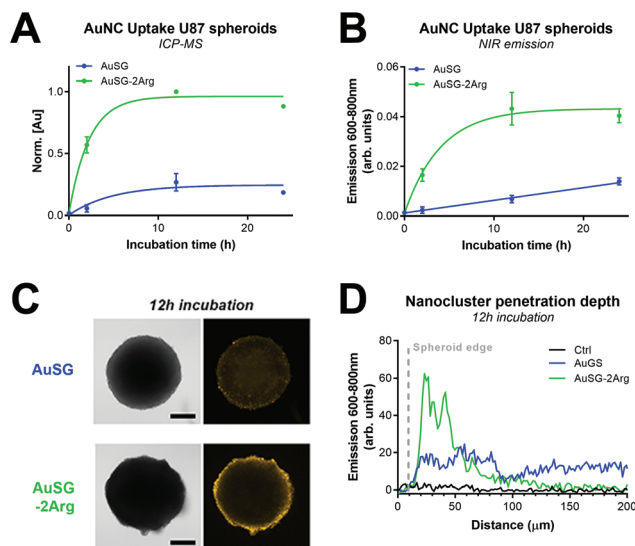 A
AuNC Uptake U87 spheroids
ICP-MS
AuSG
AuSG-2Arg
Norm. [Au]
1.0
0.5
0.0
0
10
20
Incubation time (h)
B
AuNC Uptake U87 spheroids
NIR emission
AuSG
AuSG-2Arg
Emissison 600-800nm
(arb. units)
0.06
0.04
0.02
0.00
0
10
20
Incubation time (h)
C
12h incubation
AuSG
AuSG
-2Arg
D
Nanocluster penetration depth
12h incubation
Spheroid edge
Ctrl
AuGS
AuSG-2Arg
Emissison 600-800nm
(arb. units)
80
60
40
20
0
0
50
100
150
200
Distance (μm)